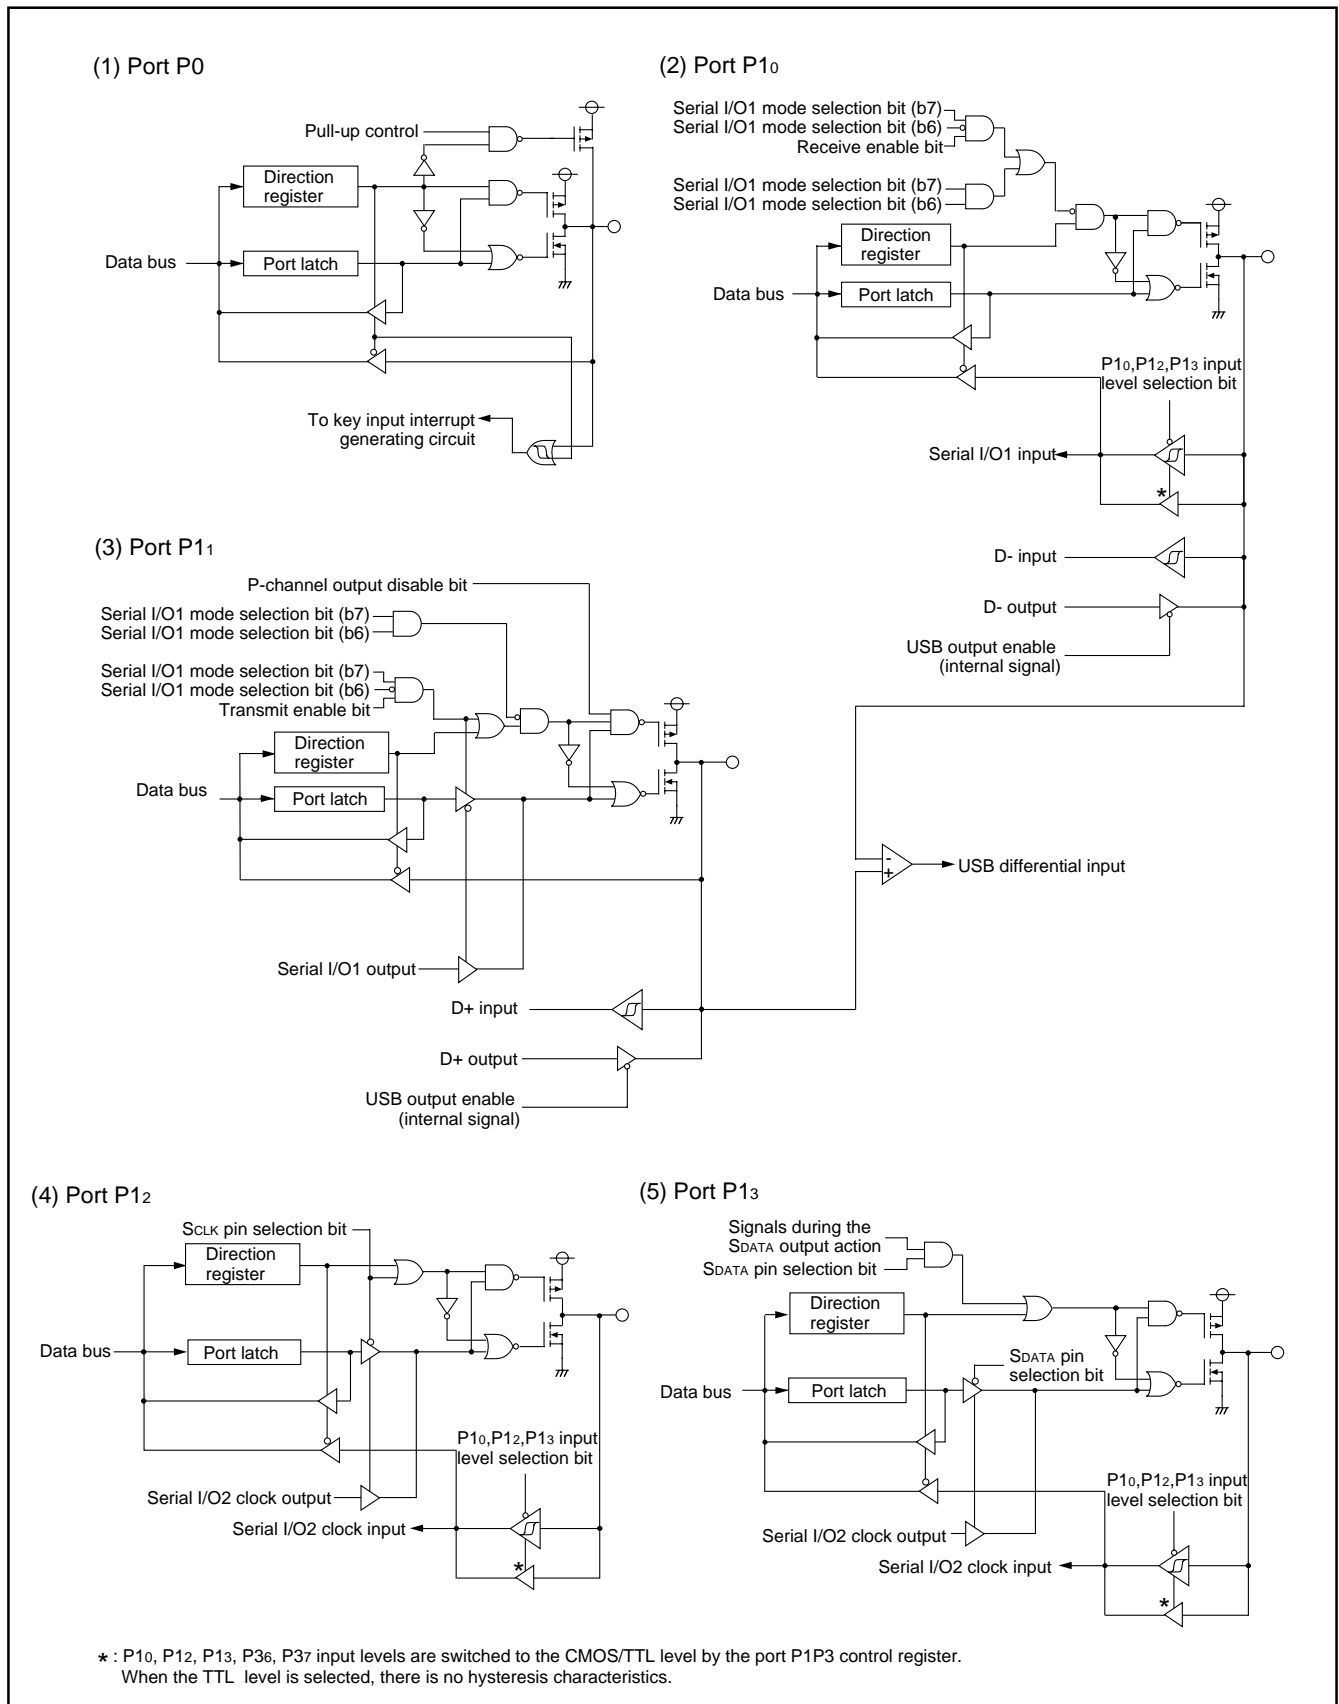 (1) Port P0
Pull-up control
Direction
register
Data bus
Port latch
To key input interrupt
generating circuit
(2) Port P10
Serial I/O1 mode selection bit (b7)
Serial I/O1 mode selection bit (b6)
Receive enable bit
Serial I/O1 mode selection bit (b7)
Serial I/O1 mode selection bit (b6)
Direction
register
Data bus
Port latch
P10,P12,P13 input
level selection bit
Serial I/O1 input
*
D- input
D- output
USB output enable
(internal signal)
(3) Port P11
P-channel output disable bit
Serial I/O1 mode selection bit (b7)
Serial I/O1 mode selection bit (b6)
Serial I/O1 mode selection bit (b7)
Serial I/O1 mode selection bit (b6)
Transmit enable bit
Direction
register
Data bus
Port latch
-
+
USB differential input
Serial I/O1 output
D+ input
D+ output
USB output enable
(internal signal)
(4) Port P12
SCLK pin selection bit
Direction
register
Data bus
Port latch
P10,P12,P13 input
level selection bit
Serial I/O2 clock output
Serial I/O2 clock input
*
(5) Port P13
Signals during the
SDATA output action
SDATA pin selection bit
Direction
register
SDATA pin
selection bit
Data bus
Port latch
P10,P12,P13 input
level selection bit
Serial I/O2 clock output
Serial I/O2 clock input
*
* : P10, P12, P13, P36, P37 input levels are switched to the CMOS/TTL level by the port P1P3 control register.
When the TTL level is selected, there is no hysteresis characteristics.